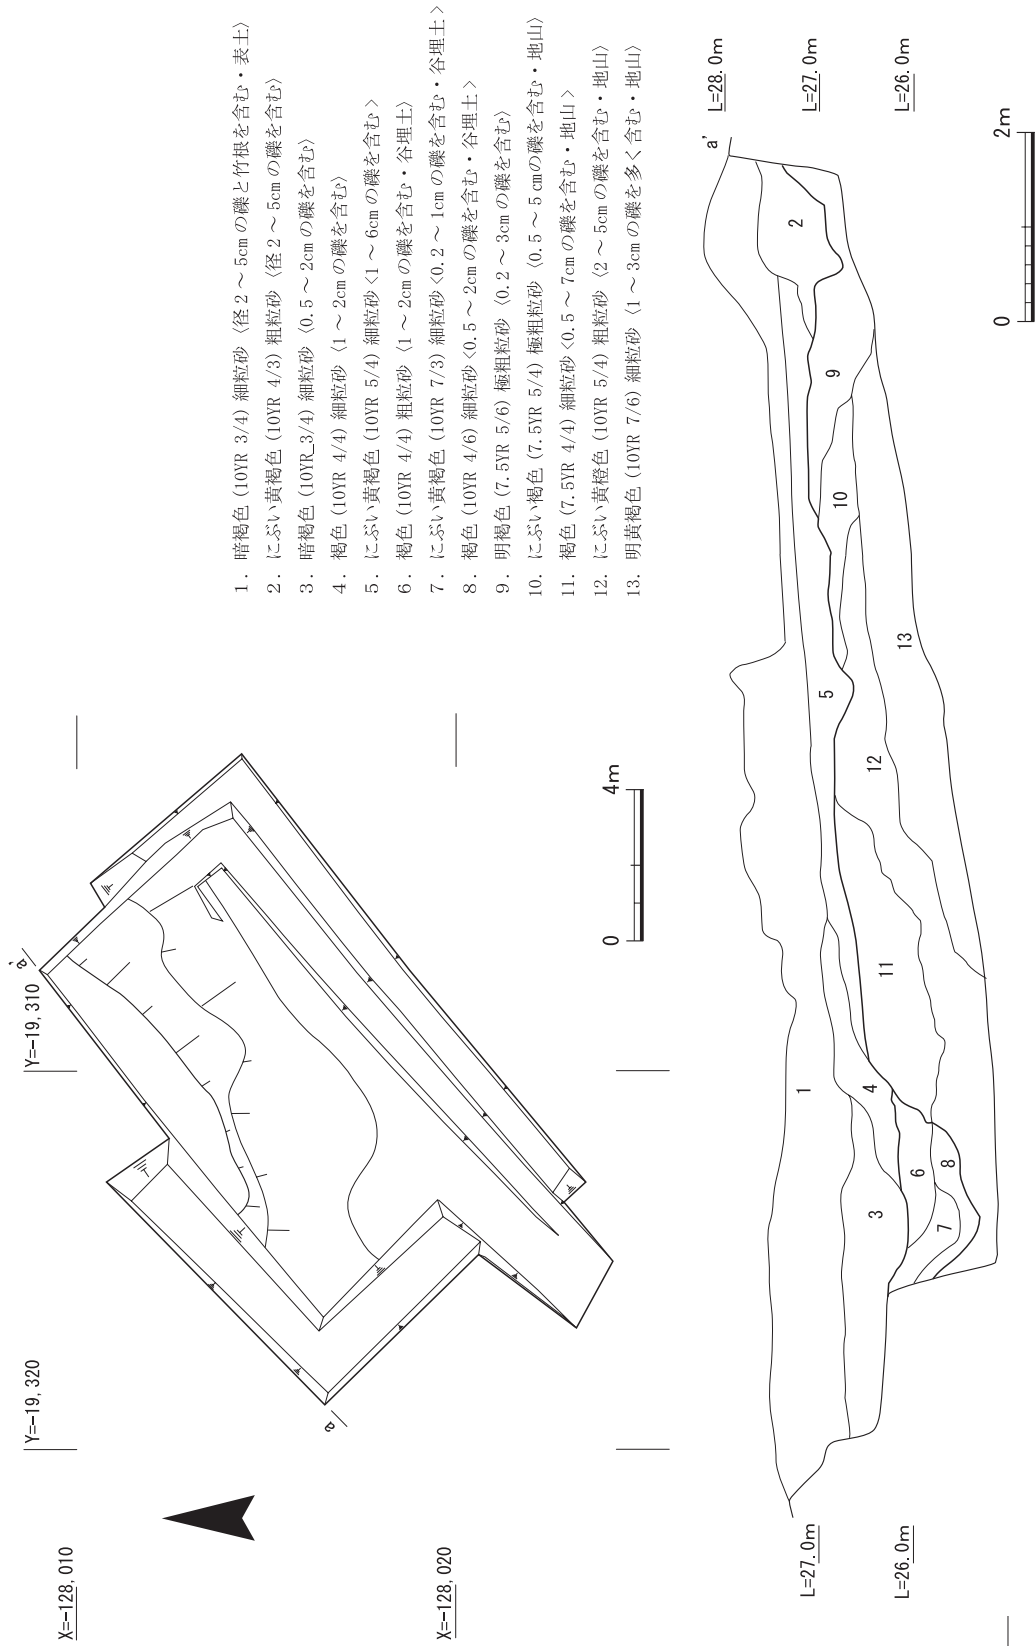 X=-128,010
X=-128,020
Y=-19,320
Y=-19,310
a
a'
0 4m
1. 暗褐色 (10YR 3/4) 細粒砂〈径2～5cmの礫と竹根を含む・表土〉
2. にぶい黄褐色 (10YR 4/3) 粗粒砂〈径2～5cmの礫を含む〉
3. 暗褐色 (10YR_3/4) 細粒砂〈0.5～2cmの礫を含む〉
4. 褐色 (10YR 4/4) 細粒砂〈1～2cmの礫を含む〉
5. にぶい黄褐色 (10YR 5/4) 細粒砂<1～6cmの礫を含む>
6. 褐色 (10YR 4/4) 粗粒砂〈1～2cmの礫を含む・谷埋土〉
7. にぶい黄褐色 (10YR 7/3) 細粒砂<0.2～1cmの礫を含む・谷埋土>
8. 褐色 (10YR 4/6) 細粒砂<0.5～2cmの礫を含む・谷埋土>
9. 明褐色 (7.5YR 5/6) 極粗粒砂〈0.2～3cmの礫を含む〉
10. にぶい褐色 (7.5YR 5/4) 極粗粒砂〈0.5～5cmの礫を含む・地山〉
11. 褐色 (7.5YR 4/4) 細粒砂<0.5～7cmの礫を含む・地山>
12. にぶい黄橙色 (10YR 5/4) 粗粒砂〈2～5cmの礫を含む・地山〉
13. 明黄褐色 (10YR 7/6) 細粒砂〈1～3cmの礫を多く含む・地山〉
L=27.0m
L=26.0m
a'
L=28.0m
L=27.0m
L=26.0m
1
2
3
4
5
6
7
8
9
10
11
12
13
0 2m